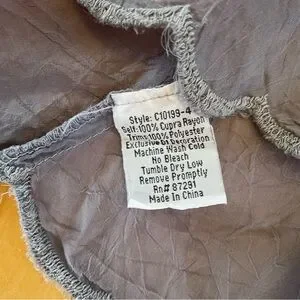 Style: C10199-4
Self:100% Cupra Rayon
Trim:100% Polyester
Exclusive Of Decoration
Machine Wash Cold
No Bleach
Tumble Dry Low
Remove Promptly
Rn# 87291
Made In China